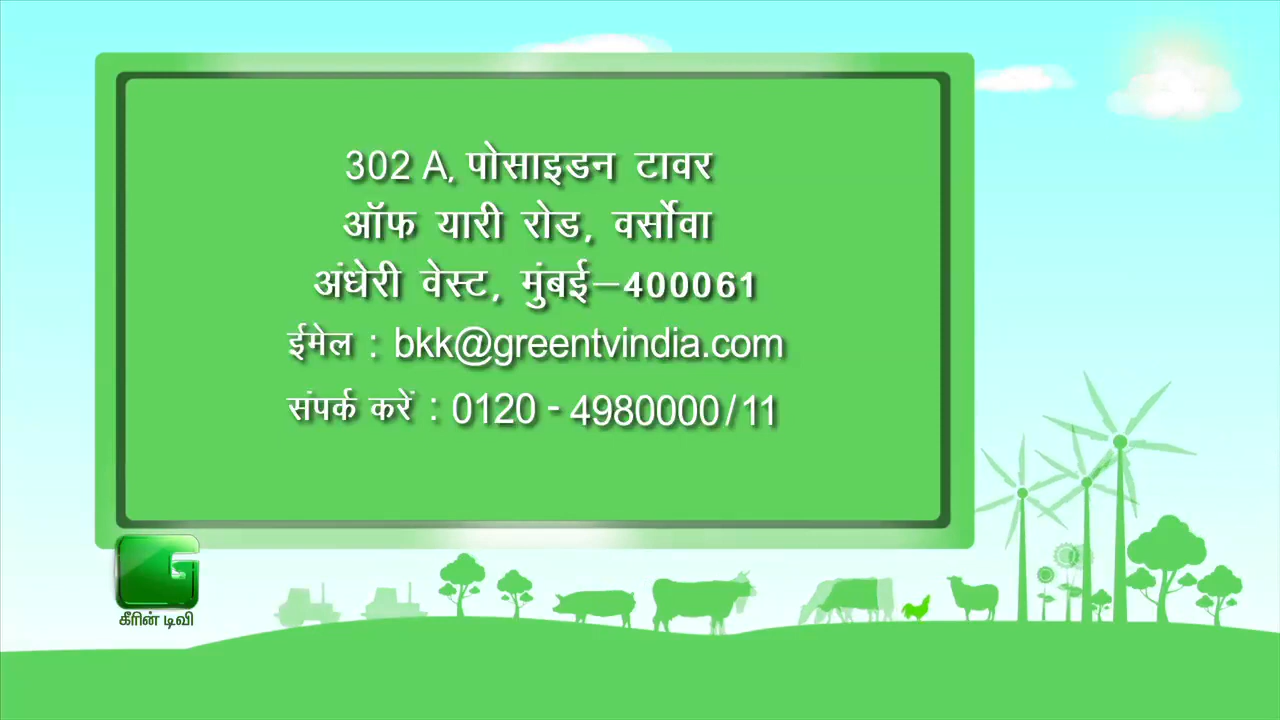 302 A, पोसाइडन टावर
ऑफ यारी रोड, वर्सोवा
अंधेरी वेस्ट, मुंबई–400061
ईमेल : bkk@greentvindia.com
संपर्क करें : 0120 - 4980000/11
கீரின் டிவி